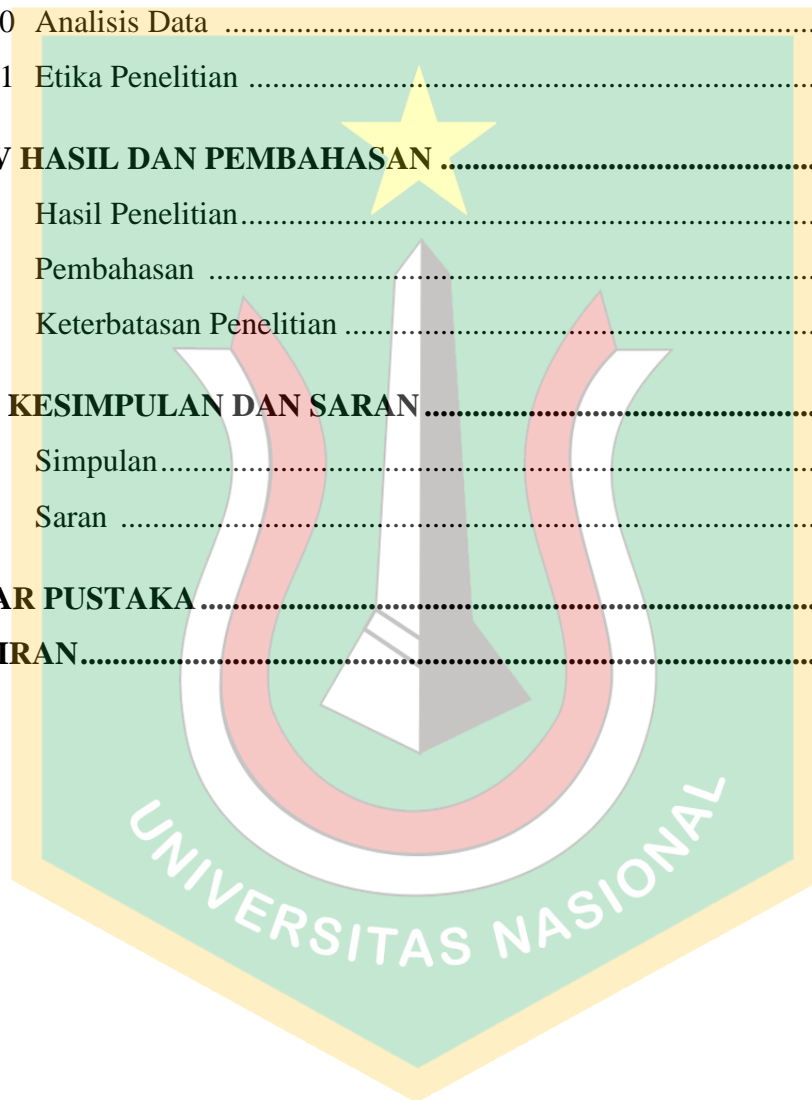 0 Analisis Data ..........................................................................
1 Etika Penelitian .......................................................................
V HASIL DAN PEMBAHASAN ...............................................
Hasil Penelitian........................................................................
Pembahasan ............................................................................
Keterbatasan Penelitian ...........................................................
KESIMPULAN DAN SARAN.................................................
Simpulan..................................................................................
Saran .......................................................................................
AR PUSTAKA.............................................................................
IRAN............................................................................................
UNIVERSITAS NASIONAL